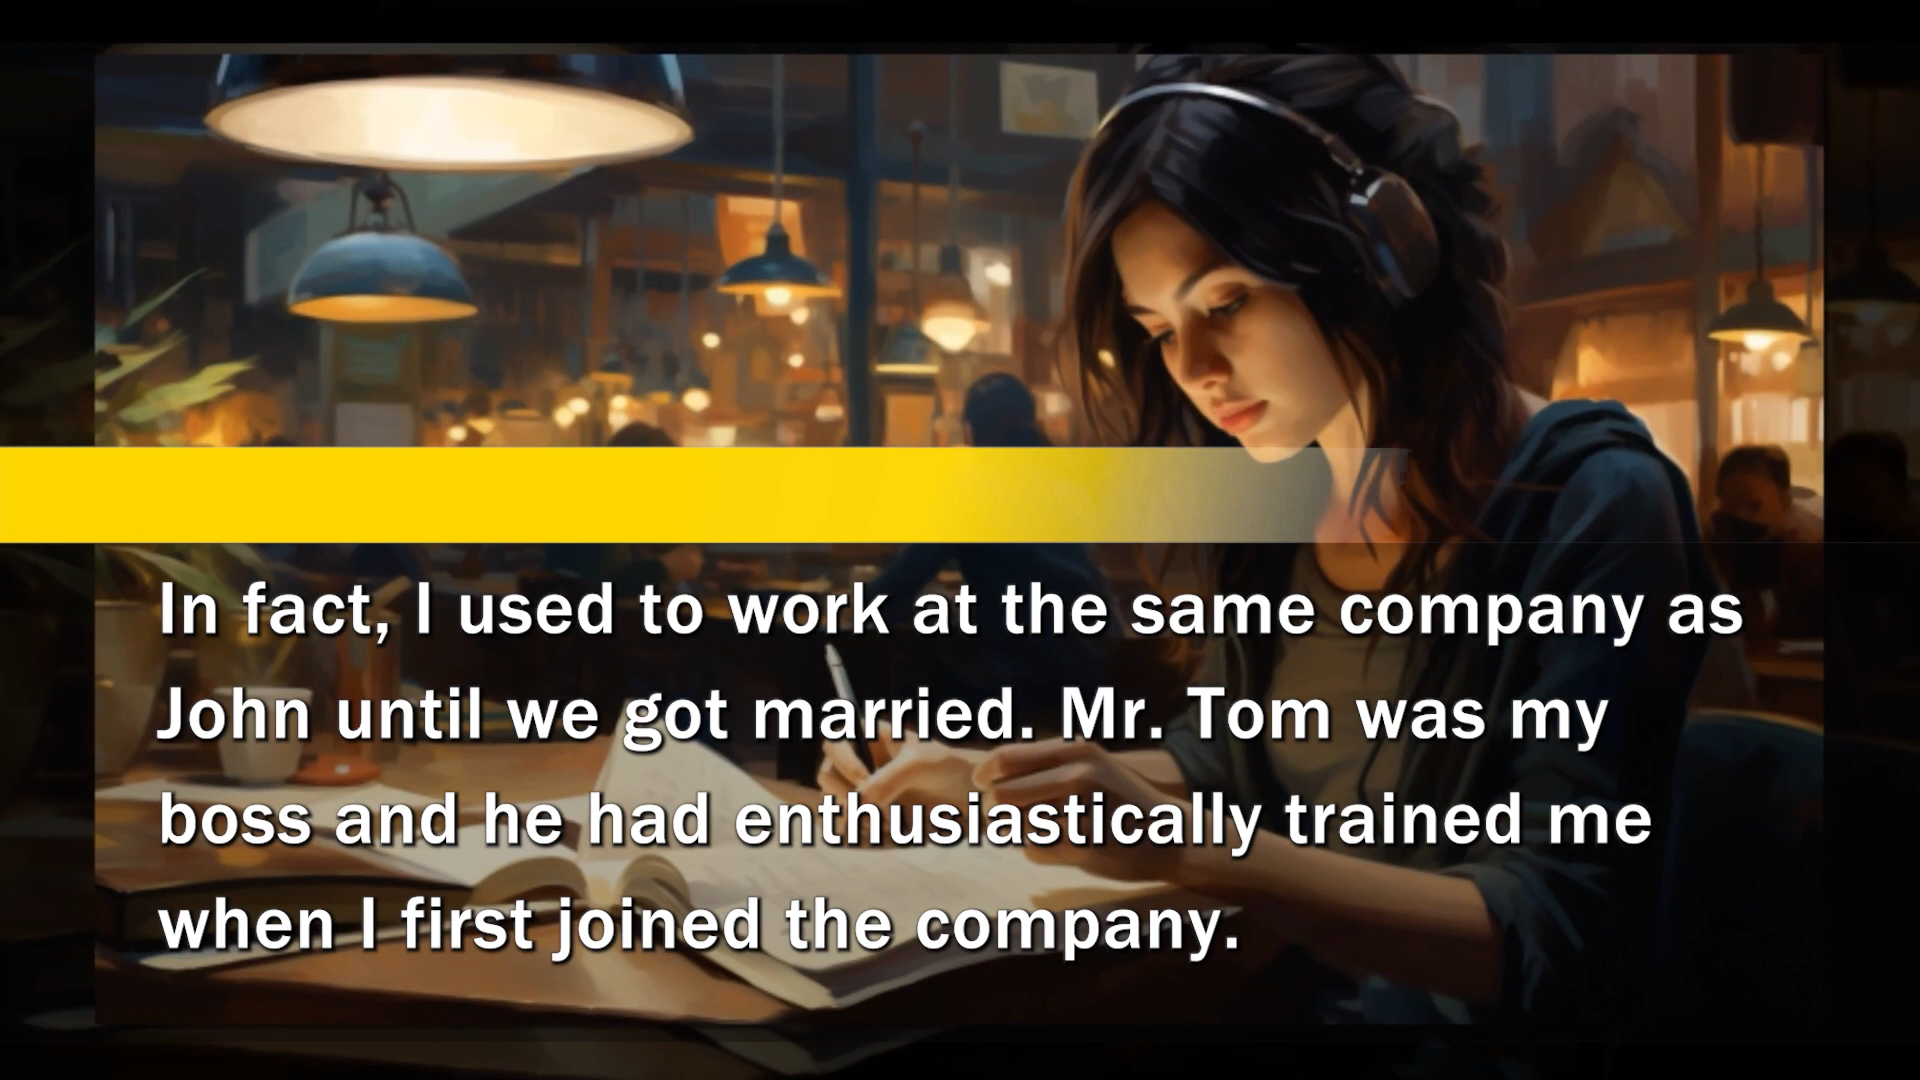 In fact, I used to work at the same company as
John until we got married. Mr. Tom was my
boss and he had enthusiastically trained me
when I first joined the company.